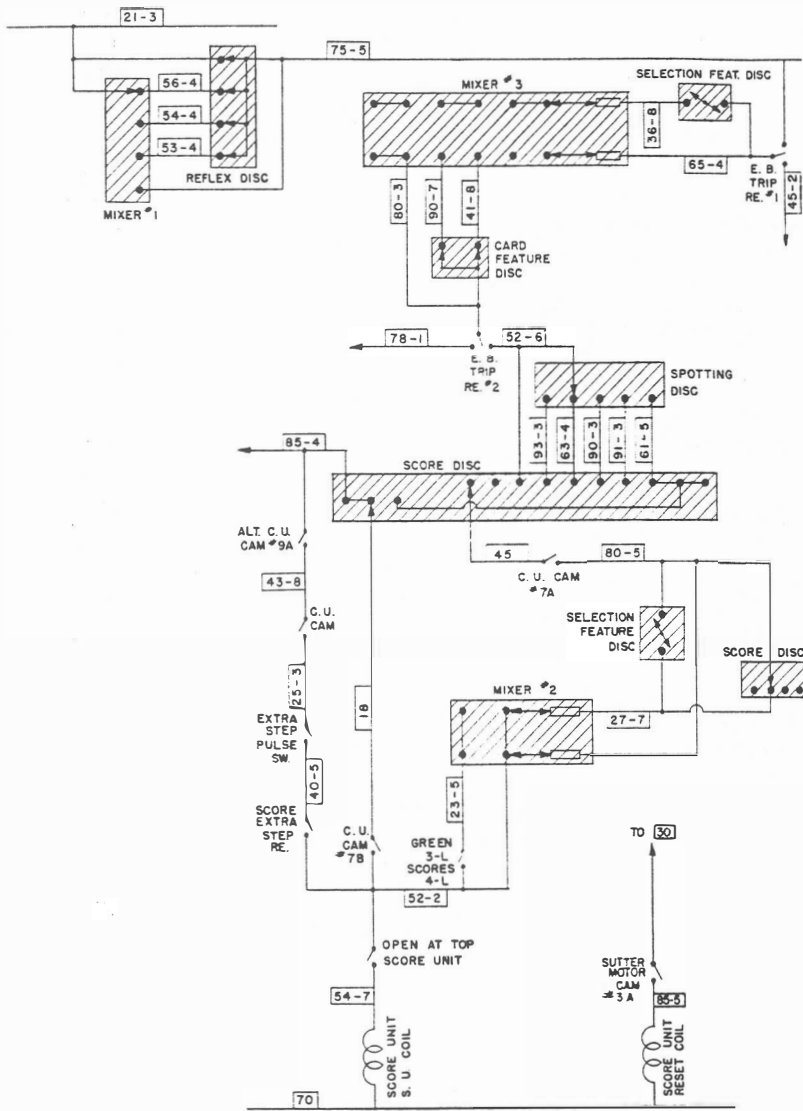 21-3
75-5
MIXER #3
SELECTION FEAT. DISC
56-4
54-4
53-4
REFLEX DISC
MIXER #1
36-8
65-4
E. B.
TRIP
RE. #1
45-2
80-3
90-7
41-8
CARD
FEATURE
DISC
78-1
52-6
E. B.
TRIP
RE. #2
SPOTTING
DISC
93-3
63-4
90-3
91-3
61-5
85-4
SCORE DISC
ALT. C. U.
CAM #9A
43-8
C. U.
CAM
45
80-5
C. U. CAM
#7A
SELECTION
FEATURE
DISC
SCORE DISC
25-3
18
MIXER #2
27-7
EXTRA
STEP
PULSE
SW.
40-5
23-5
SCORE
EXTRA
STEP
RE.
C. U.
CAM
#7B
GREEN
3-L
SCORES
4-L
TO 30
52-2
OPEN AT TOP
SCORE UNIT
SUTTER
MOTOR
CAM
#3A
54-7
85-5
SCORE UNIT
S. U. COIL
SCORE UNIT
RESET COIL
70